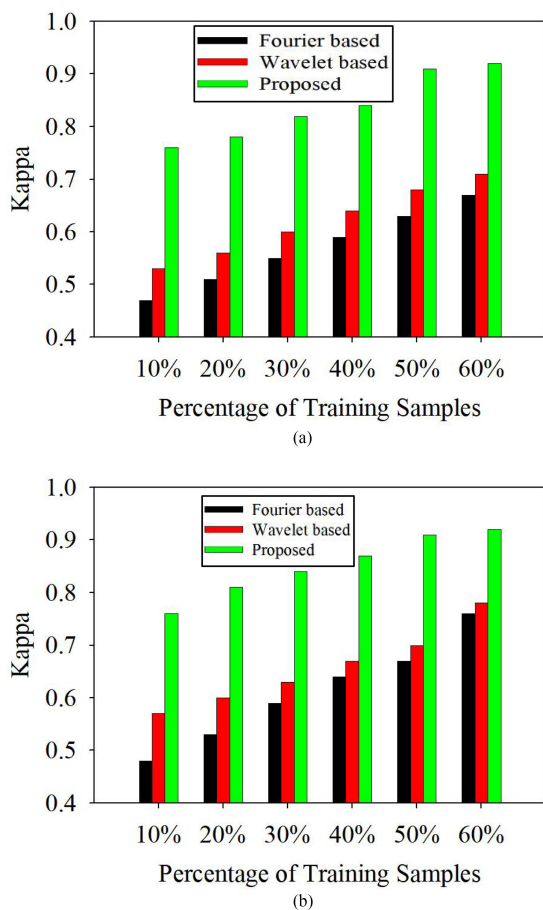 1.0
0.9
0.8
0.7
0.6
0.5
0.4
Kappa
Fourier based
Wavelet based
Proposed
10% 20% 30% 40% 50% 60%
Percentage of Training Samples
(a)
1.0
0.9
0.8
0.7
0.6
0.5
0.4
Kappa
Fourier based
Wavelet based
Proposed
10% 20% 30% 40% 50% 60%
Percentage of Training Samples
(b)